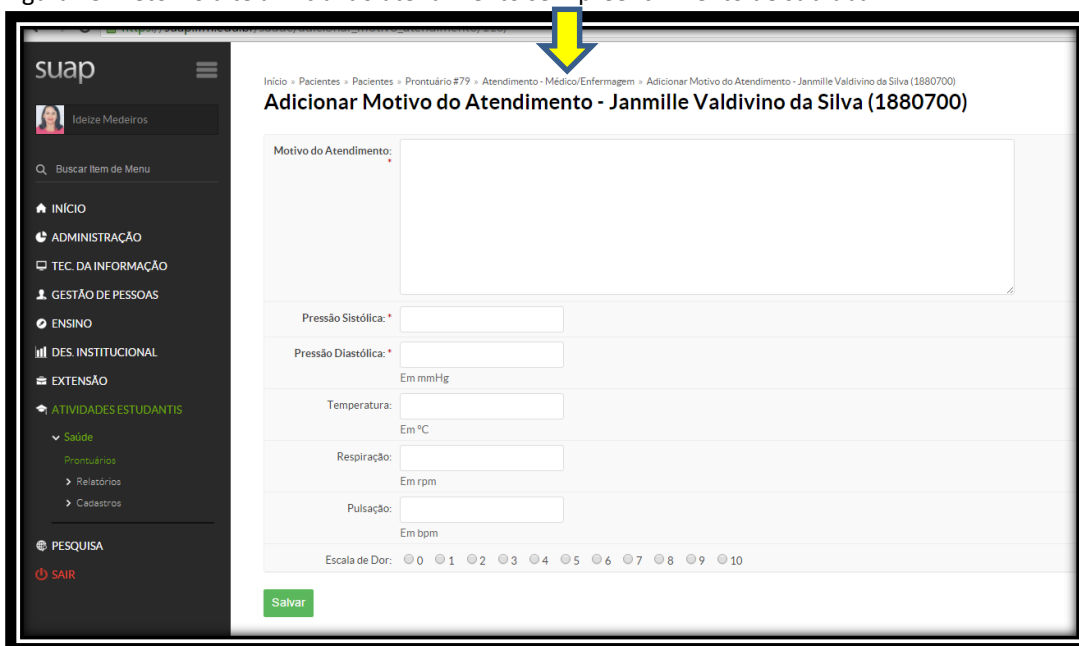 suap
Ideize Medeiros
Buscar Item de Menu
INÍCIO
ADMINISTRAÇÃO
TEC. DA INFORMAÇÃO
GESTÃO DE PESSOAS
ENSINO
DES. INSTITUCIONAL
EXTENSÃO
ATIVIDADES ESTUDANTIS
Saúde
Prontuários
Relatórios
Cadastros
PESQUISA
SAIR
Início » Pacientes » Pacientes » Prontuário #79 » Atendimento - Médico/Enfermagem » Adicionar Motivo do Atendimento - Janmille Valdivino da Silva (1880700)
Adicionar Motivo do Atendimento - Janmille Valdivino da Silva (1880700)
Motivo do Atendimento: *
Pressão Sistólica: *
Pressão Diastólica: *
Em mmHg
Temperatura:
Em °C
Respiração:
Em rpm
Pulsação:
Em bpm
Escala de Dor: 0 1 2 3 4 5 6 7 8 9 10
Salvar